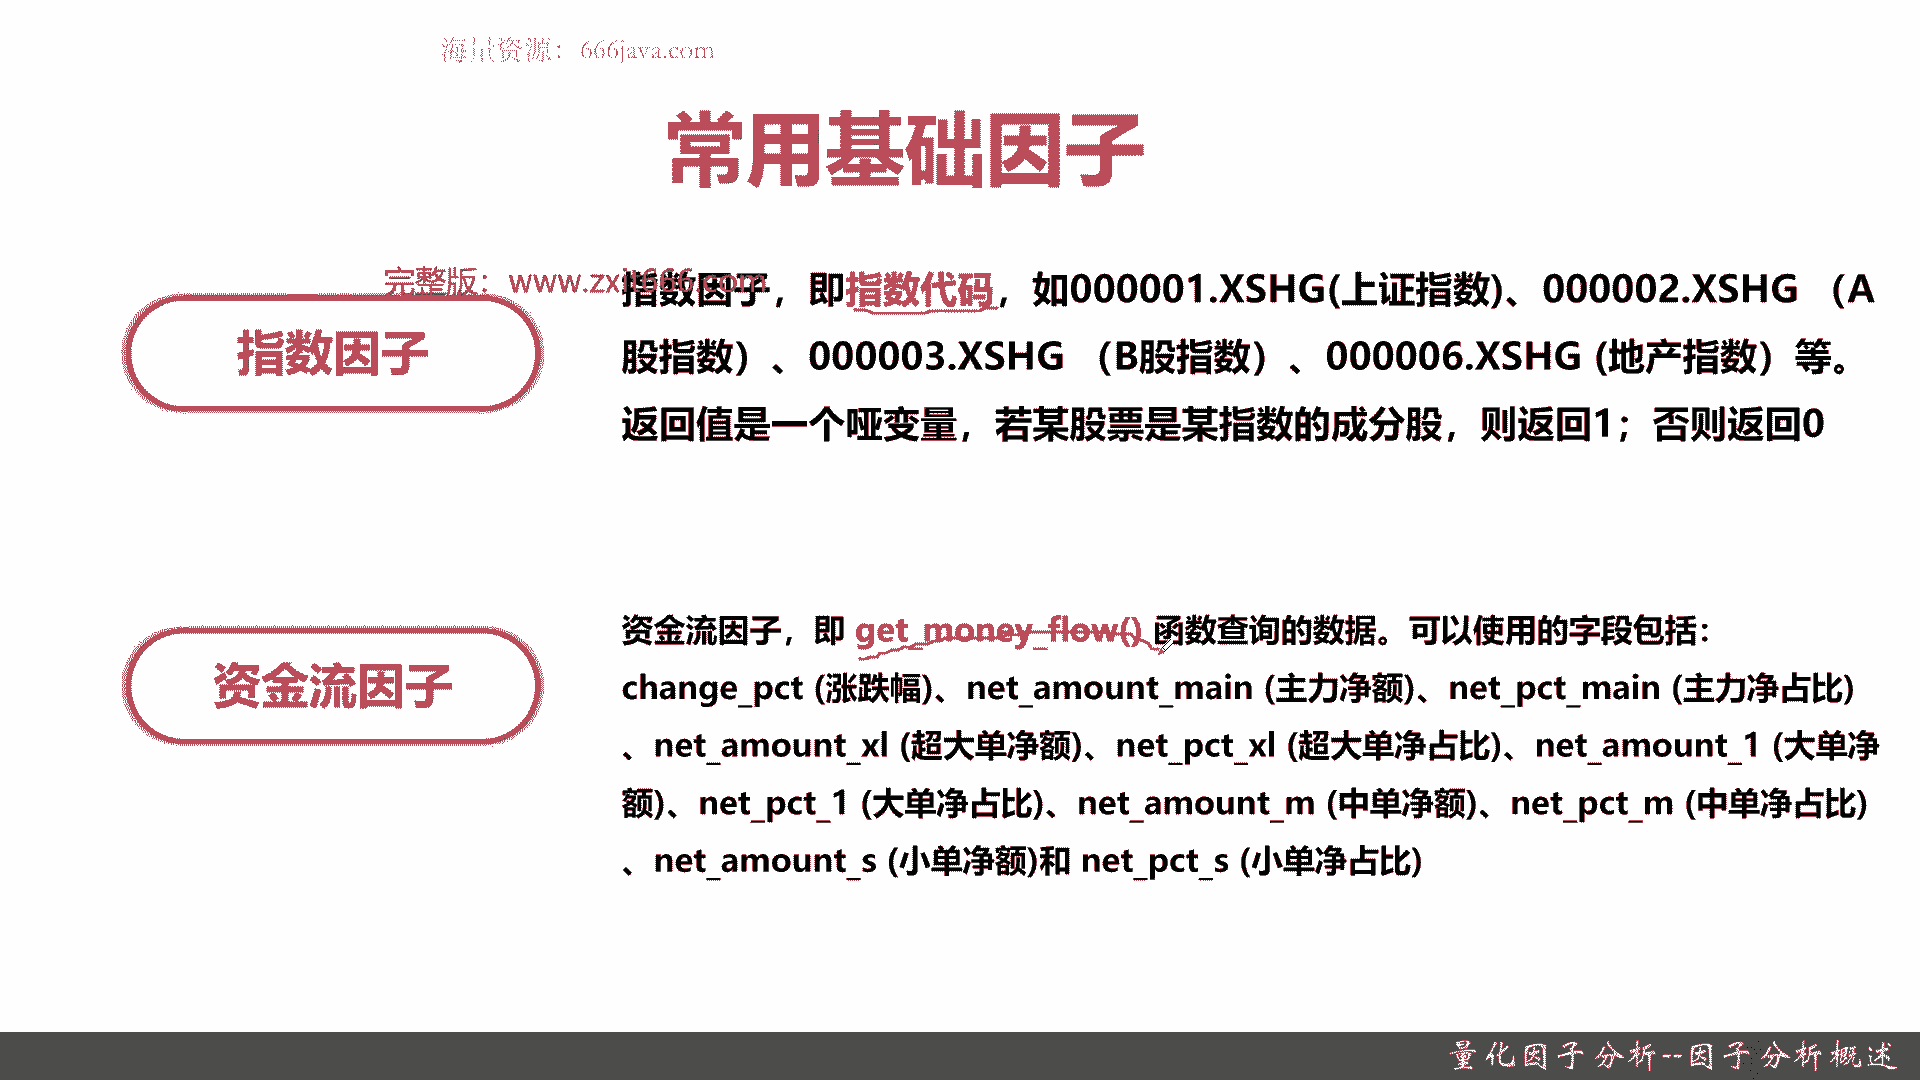 海量资源：666java.com
常用基础因子
完整版：www.zxit666.com
指数因子
指数因子，即指数代码，如000001.XSHG(上证指数)、000002.XSHG （A
股指数）、000003.XSHG （B股指数）、000006.XSHG (地产指数）等。
返回值是一个哑变量，若某股票是某指数的成分股，则返回1；否则返回0
资金流因子
资金流因子，即 get_money_flow() 函数查询的数据。可以使用的字段包括：
change_pct (涨跌幅)、net_amount_main (主力净额)、net_pct_main (主力净占比)
、net_amount_xl (超大单净额)、net_pct_xl (超大单净占比)、net_amount_1 (大单净
额)、net_pct_1 (大单净占比)、net_amount_m (中单净额)、net_pct_m (中单净占比)
、net_amount_s (小单净额)和 net_pct_s (小单净占比)
量化因子分析--因子分析概述